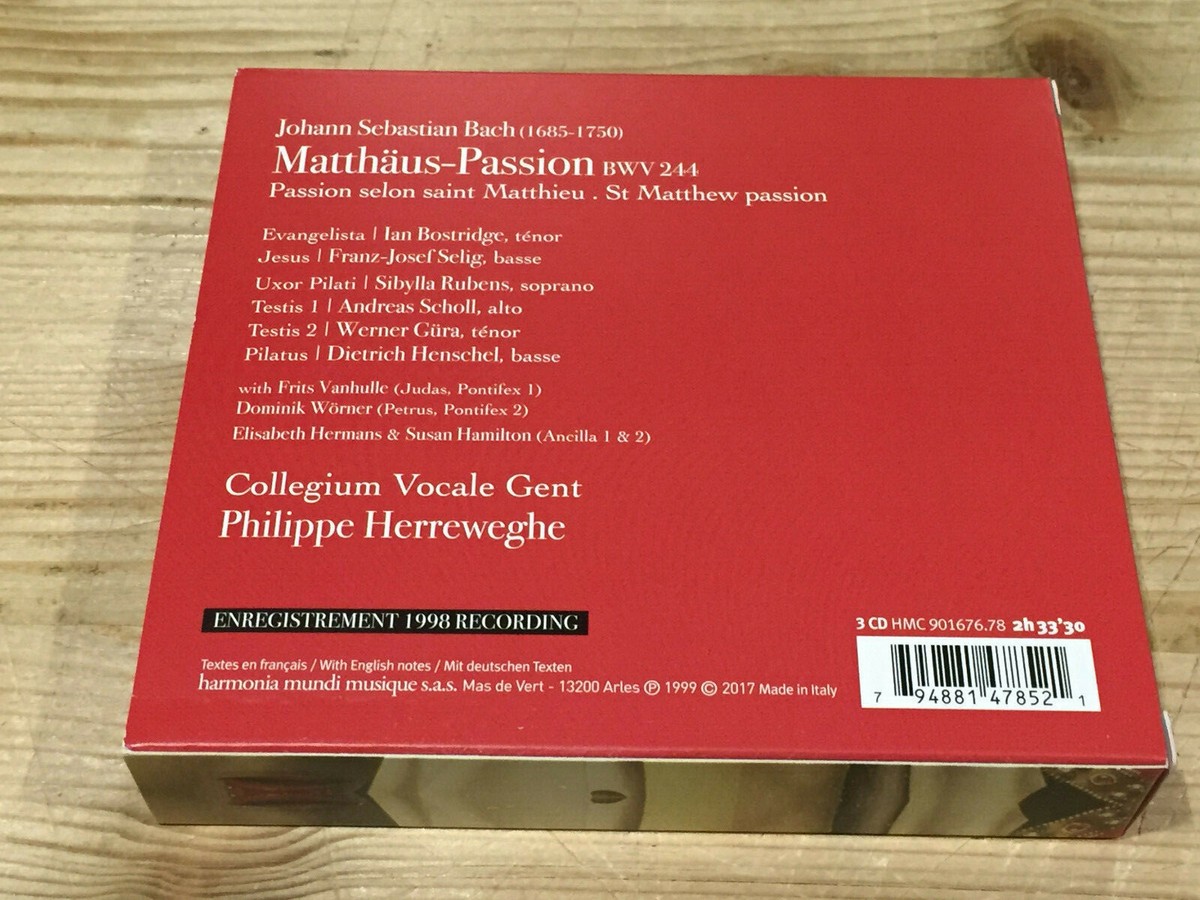 Johann Sebastian Bach (1685-1750)
Matthäus-Passion BWV 244
Passion selon saint Matthieu . St Matthew passion
Evangelista | Ian Bostridge, ténor
Jesus | Franz-Josef Selig, basse
Uxor Pilati | Sibylla Rubens, soprano
Testis 1 | Andreas Scholl, alto
Testis 2 | Werner Güra, ténor
Pilatus | Dietrich Henschel, basse
with Frits Vanhulle (Judas, Pontifex 1)
Dominik Wörner (Petrus, Pontifex 2)
Elisabeth Hermans & Susan Hamilton (Ancilla 1 & 2)
Collegium Vocale Gent
Philippe Herreweghe
ENREGISTREMENT 1998 RECORDING
3 CD HMC 901676.78 2h 33'30
Textes en français / With English notes / Mit deutschen Texten
harmonia mundi musique s.a.s. Mas de Vert - 13200 Arles ℗ 1999 © 2017 Made in Italy
7 94881 47852 1